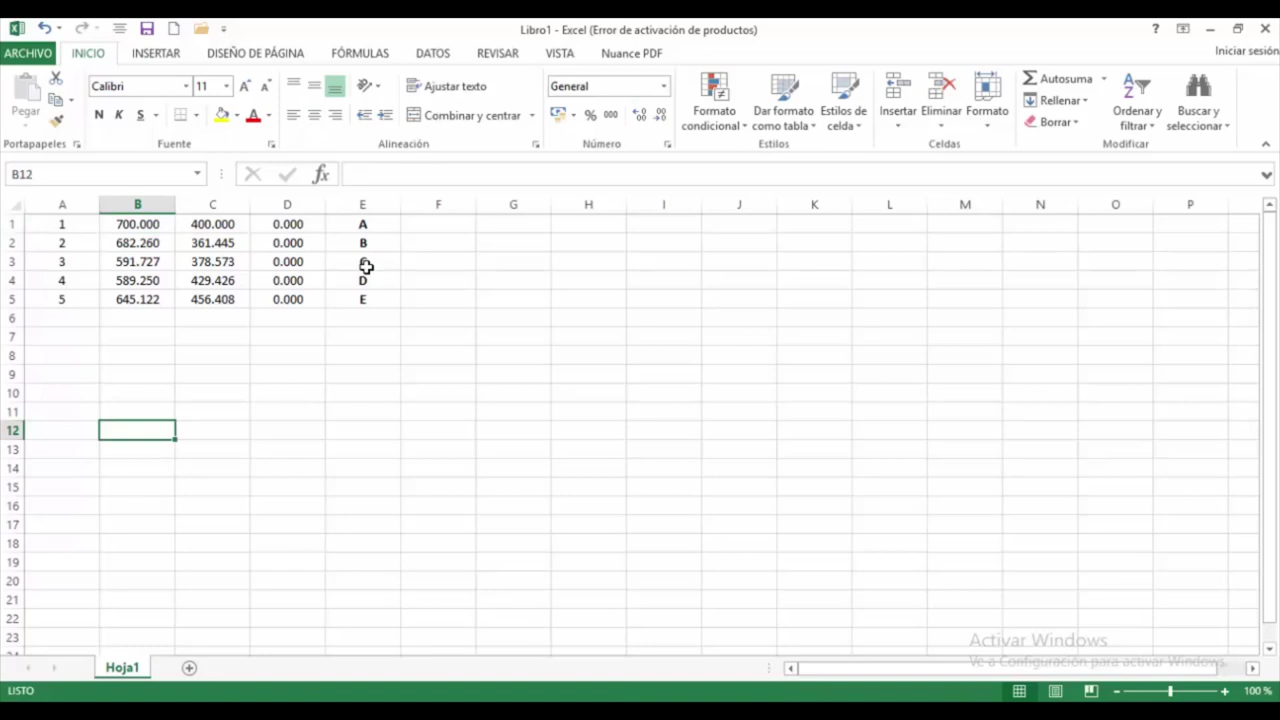 Libro1 - Excel (Error de activación de productos)
ARCHIVO INICIO INSERTAR DISEÑO DE PÁGINA FÓRMULAS DATOS REVISAR VISTA Nuance PDF Iniciar sesión
Pegar
Calibri 11
N K S
Ajustar texto
Combinar y centrar
General
% 000
Formato condicional
Dar formato como tabla
Estilos de celda
Insertar Eliminar Formato
Autosuma
Rellenar
Borrar
Ordenar y filtrar
Buscar y seleccionar
Portapapeles Fuente Alineación Número Estilos Celdas Modificar
B12 fx
A B C D E F G H I J K L M N O P
1 1 700.000 400.000 0.000 A
2 2 682.260 361.445 0.000 B
3 3 591.727 378.573 0.000
4 4 589.250 429.426 0.000 D
5 5 645.122 456.408 0.000 E
6
7
8
9
10
11
12
13
14
15
16
17
18
19
20
21
22
23
Activar Windows
Ve a Configuración para activar Windows.
Hoja1
LISTO 100 %